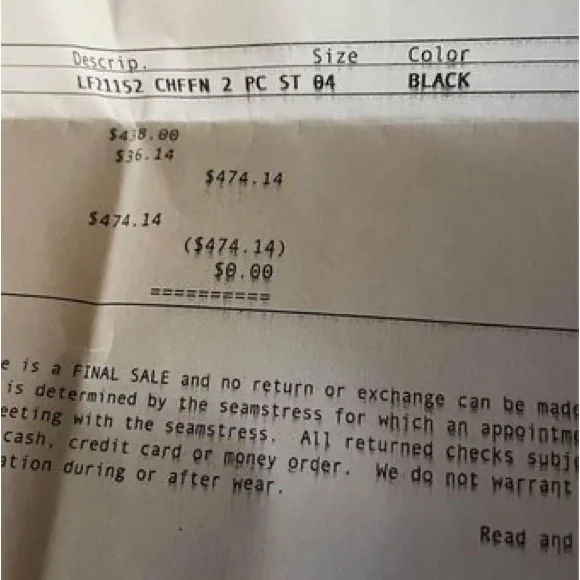 Descrip. Size Color
LF21152 CHFFN 2 PC ST 04 BLACK
$438.00
$36.14
$474.14
$474.14
($474.14)
$0.00
==========
e is a FINAL SALE and no return or exchange can be made
is determined by the seamstress for which an appointme
eeting with the seamstress. All returned checks subje
cash, credit card or money order. We do not warrant
ation during or after wear.
Read and